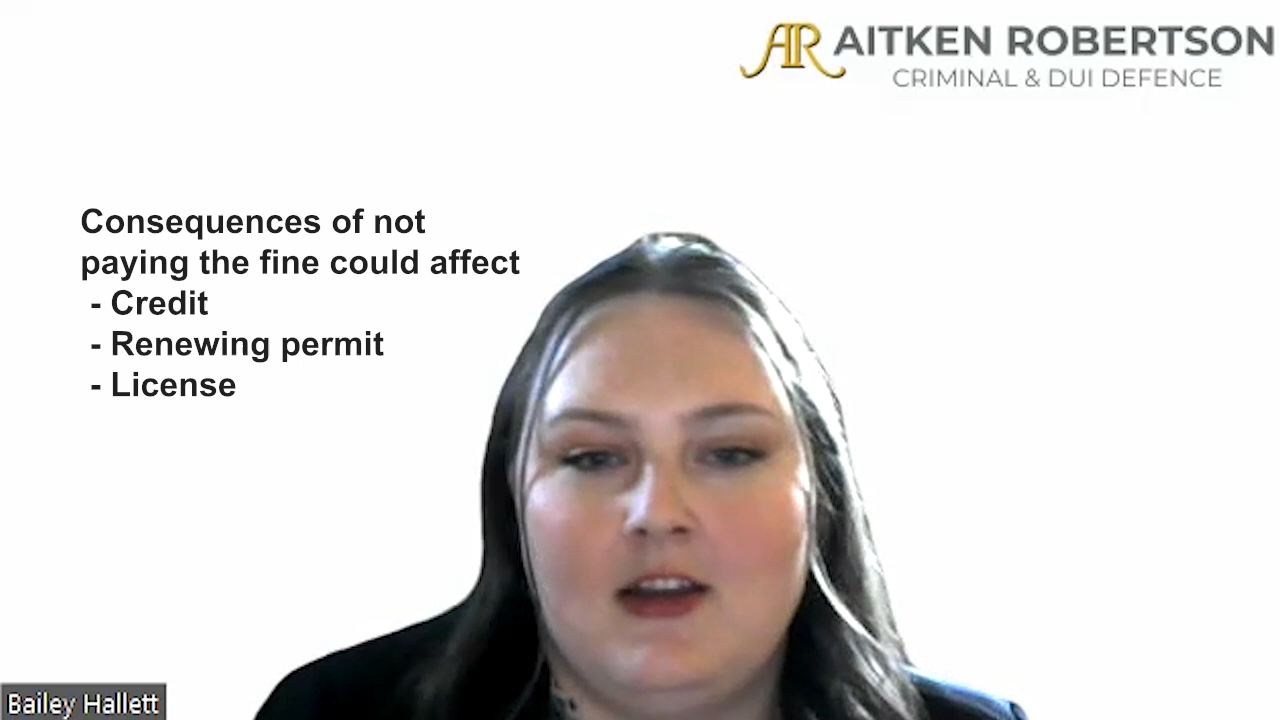 AR AITKEN ROBERTSON
CRIMINAL & DUI DEFENCE
Consequences of not
paying the fine could affect
- Credit
- Renewing permit
- License
Bailey Hallett